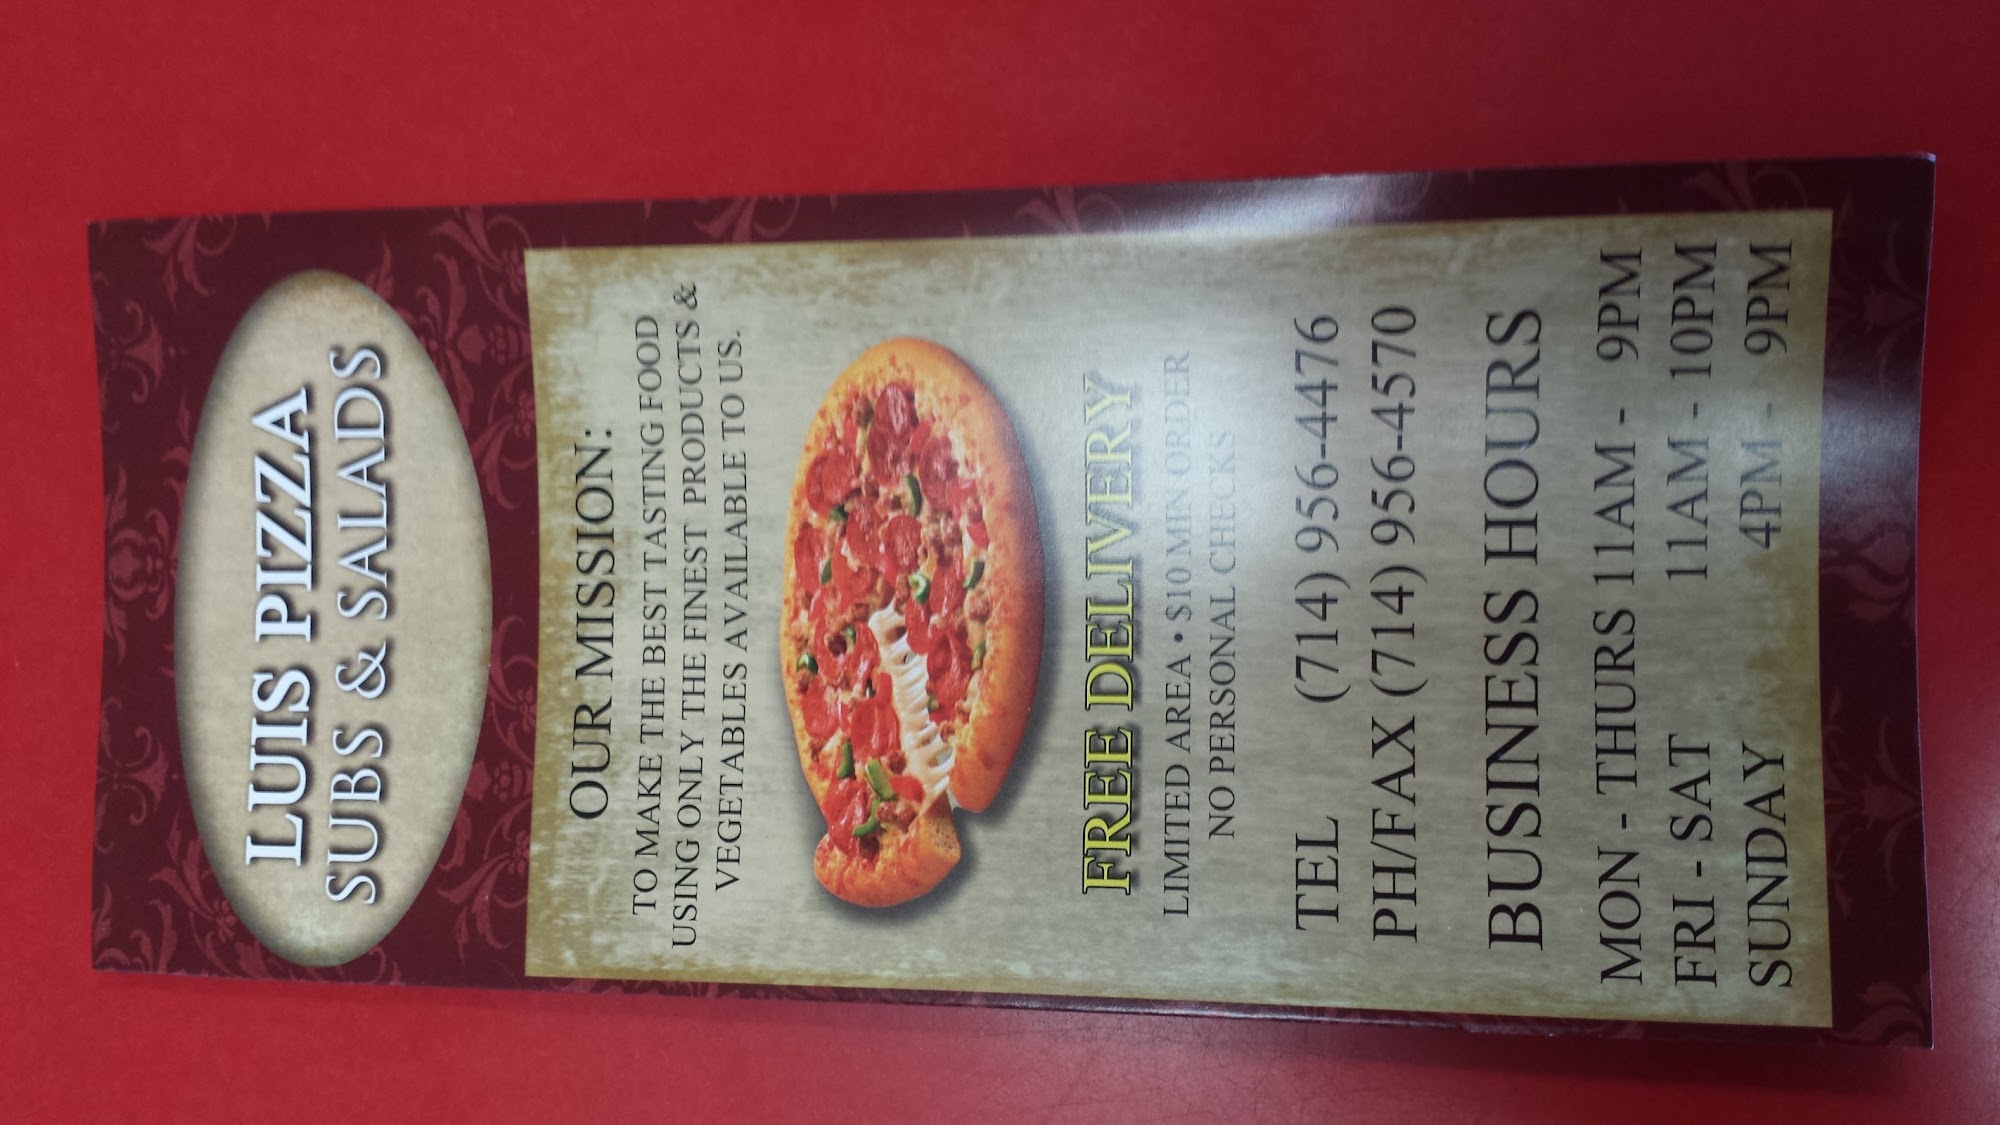 LUIS PIZZA
SUBS & SALADS
OUR MISSION:
TO MAKE THE BEST TASTING FOOD
USING ONLY THE FINEST PRODUCTS &
VEGETABLES AVAILABLE TO US.
FREE DELIVERY
LIMITED AREA • $10 MIN ORDER
NO PERSONAL CHECKS
TEL (714) 956-4476
PH/FAX (714) 956-4570
BUSINESS HOURS
MON - THURS 11AM - 9PM
FRI - SAT 11AM - 10PM
SUNDAY 4PM - 9PM